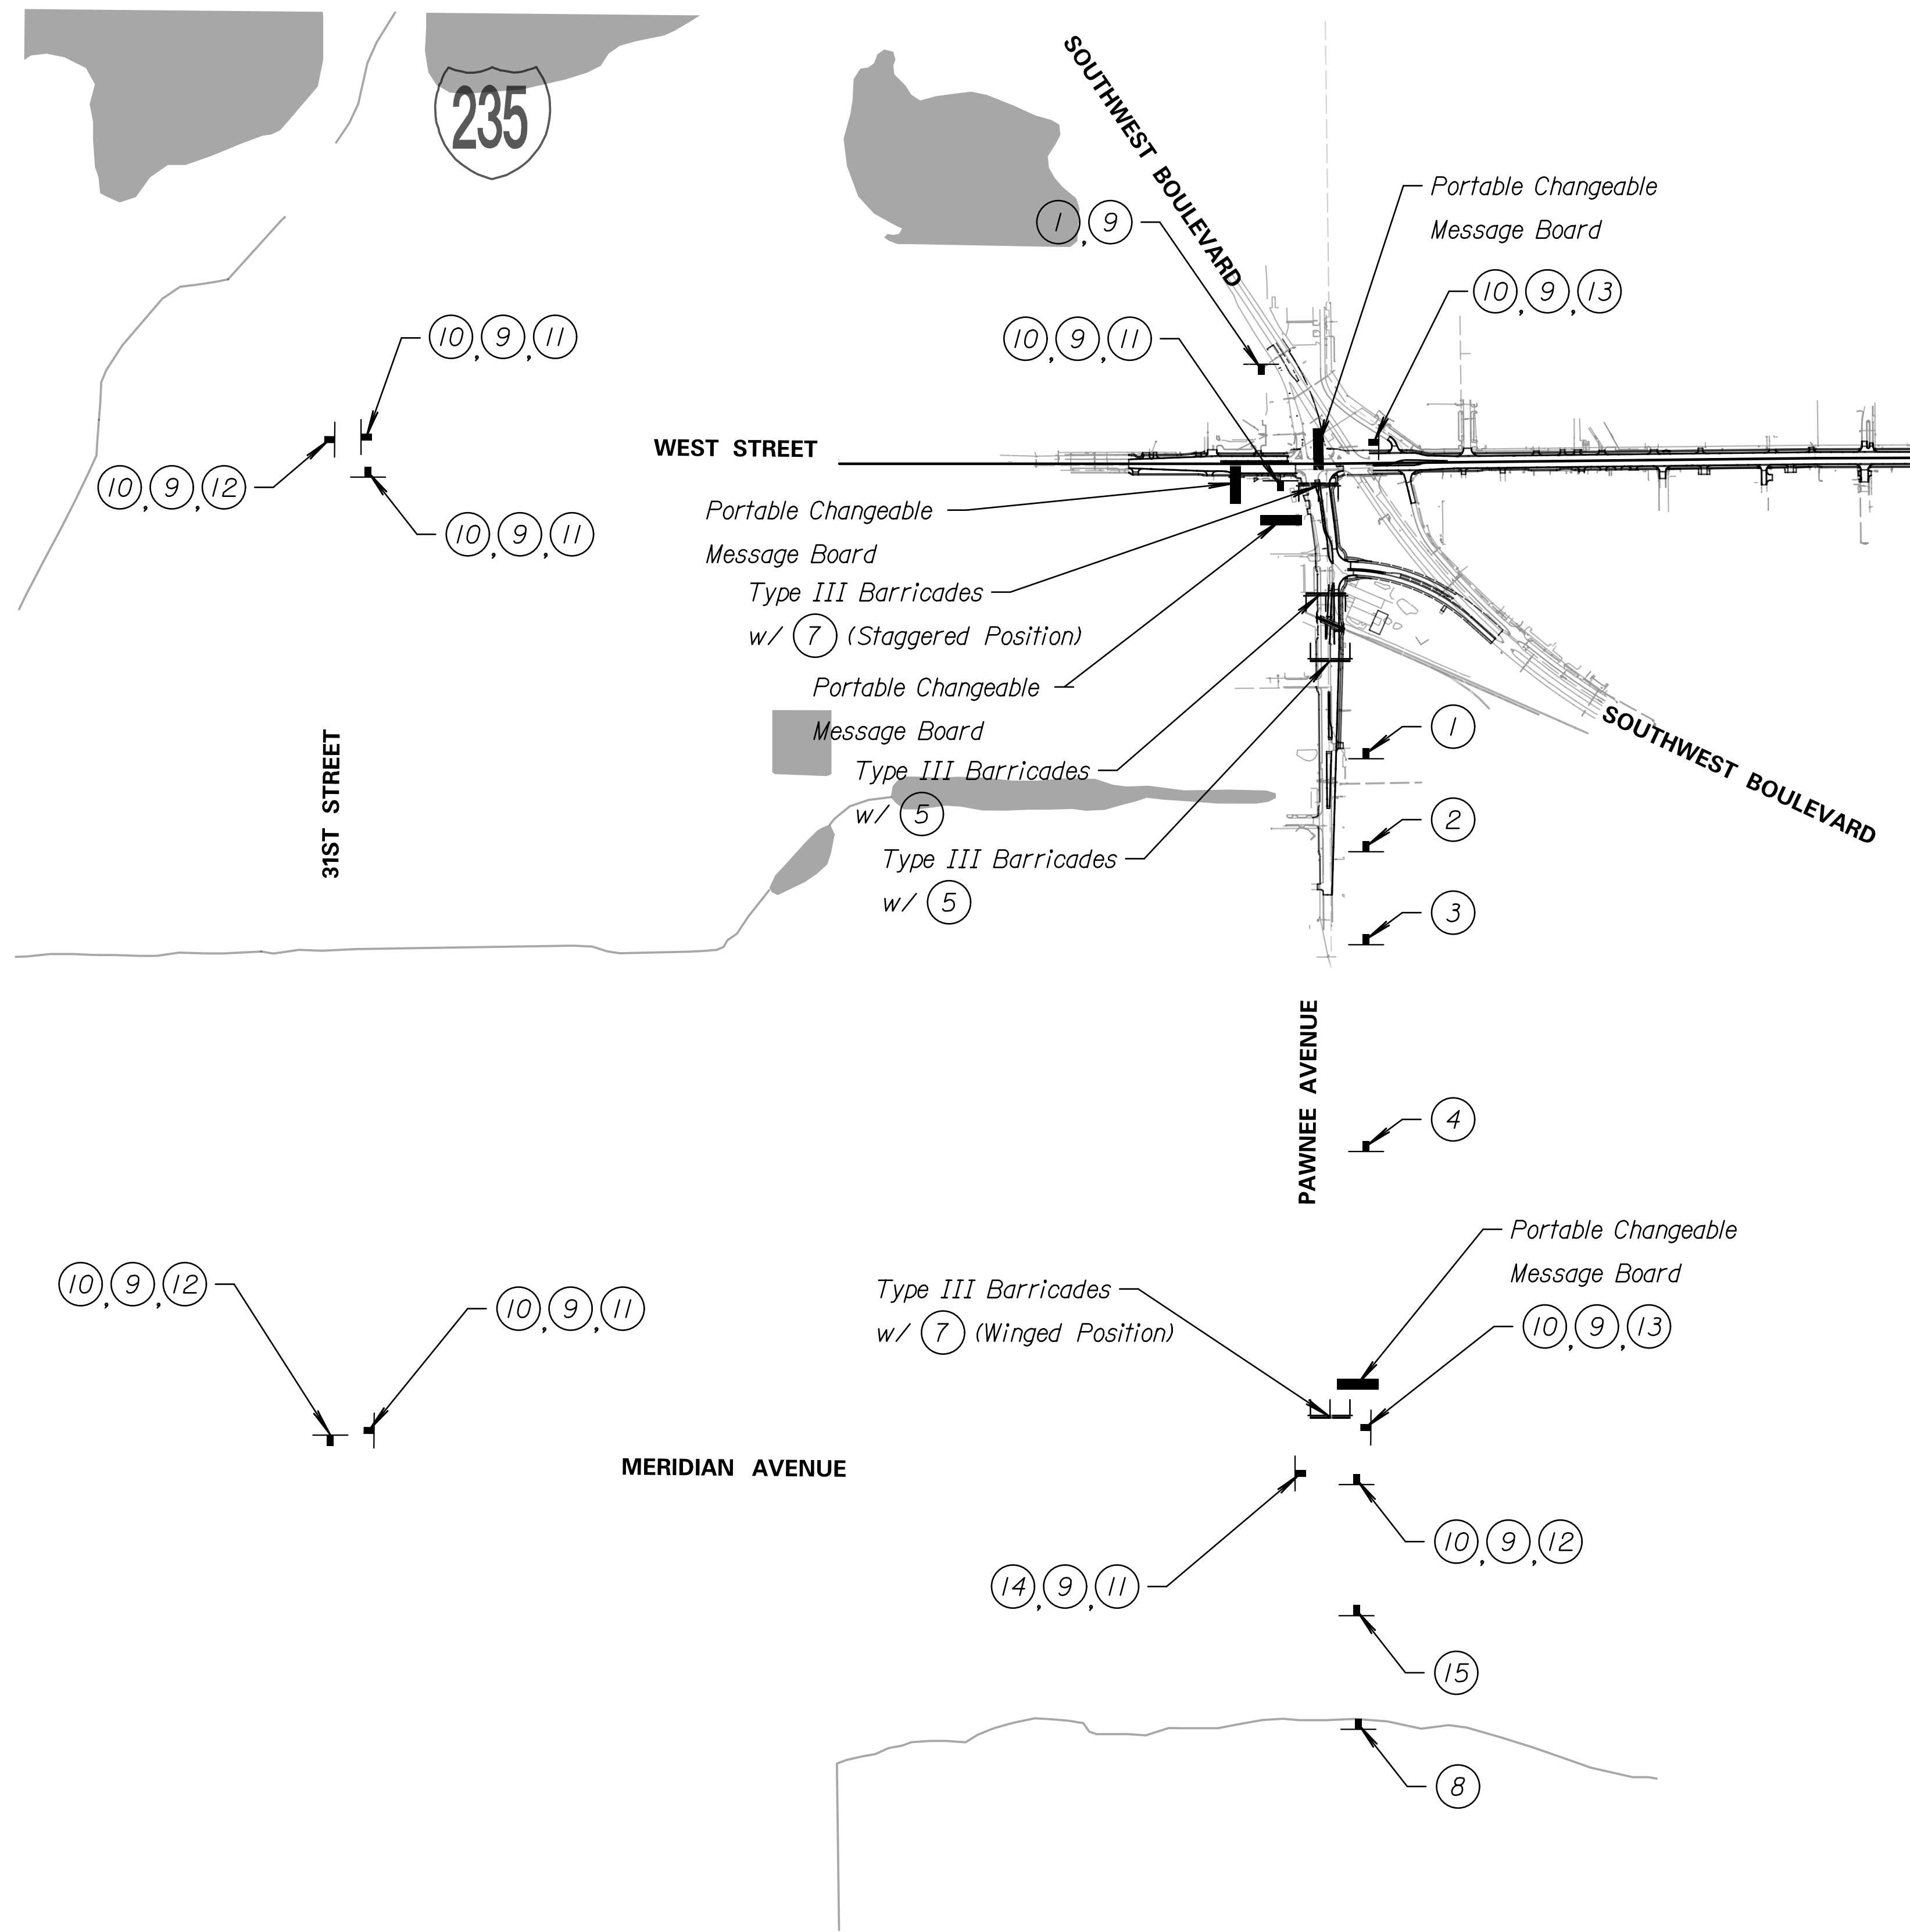 235
SOUTHWEST BOULEVARD
Portable Changeable
Message Board
1, 9
10, 9, 13
10, 9, 11
10, 9, 11
WEST STREET
10, 9, 12
Portable Changeable
Message Board
10, 9, 11
Type III Barricades
w/ 7 (Staggered Position)
Portable Changeable
Message Board
Type III Barricades
w/ 5
Type III Barricades
w/ 5
31ST STREET
SOUTHWEST BOULEVARD
1
2
3
PAWNEE AVENUE
4
Portable Changeable
Message Board
10, 9, 13
Type III Barricades
w/ 7 (Winged Position)
10, 9, 12
10, 9, 11
MERIDIAN AVENUE
10, 9, 12
14, 9, 11
15
8